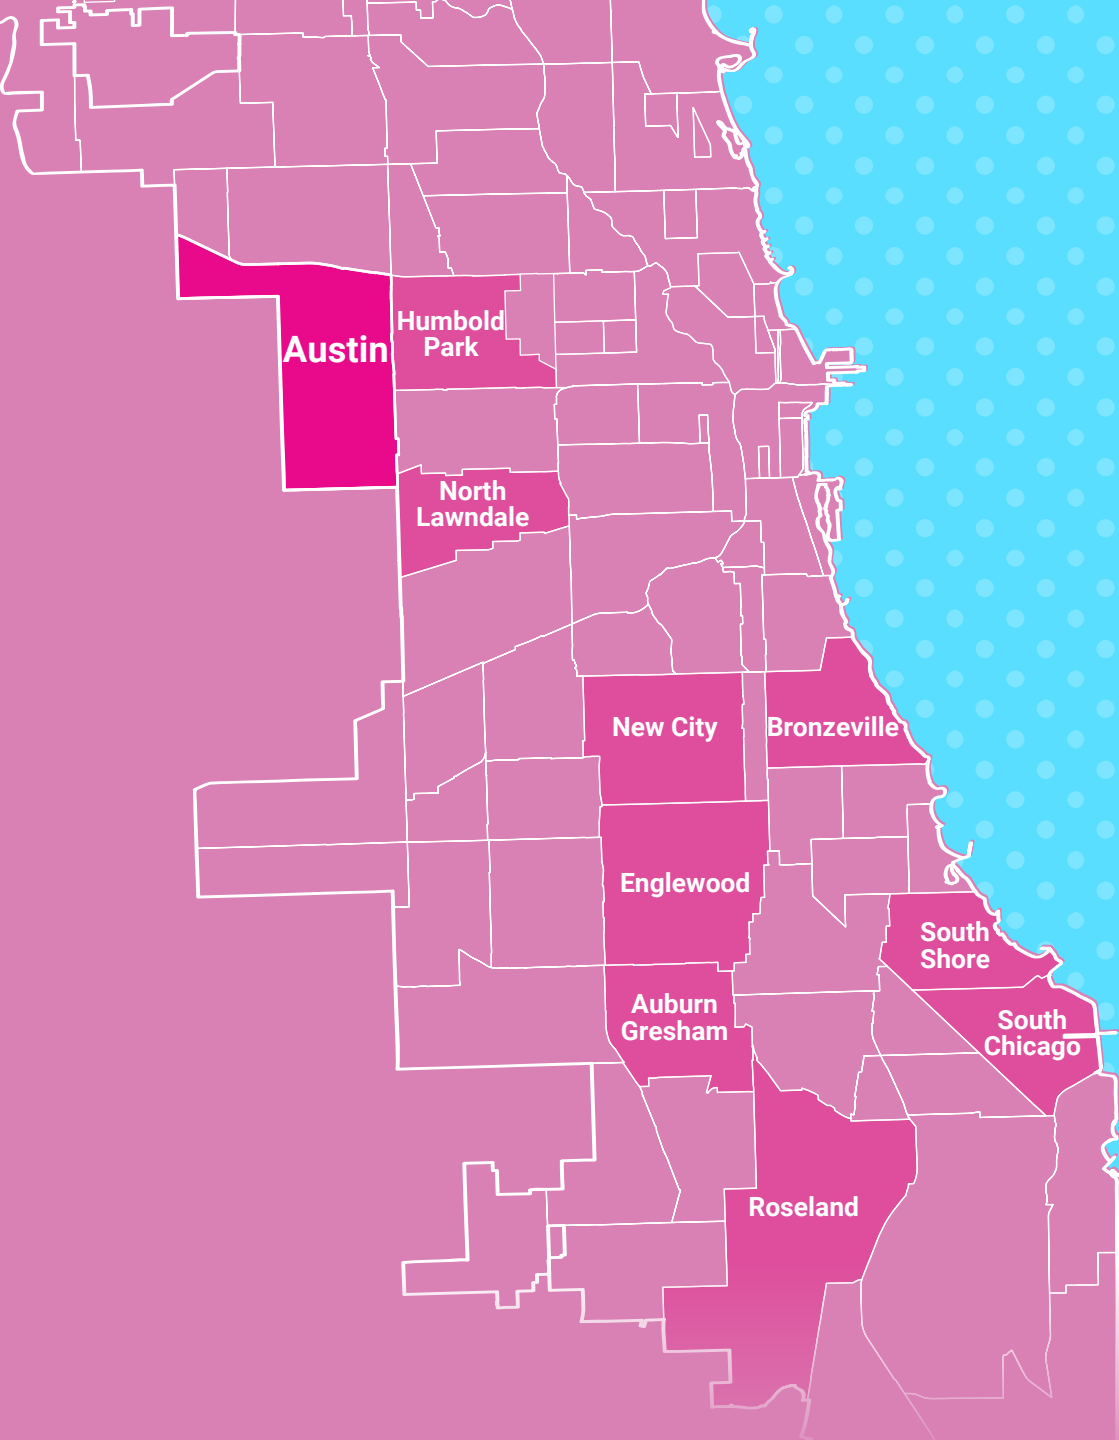 Humbold
Park
Austin
North
Lawndale
New City
Bronzeville
Englewood
South
Shore
Auburn
Gresham
South
Chicago
Roseland